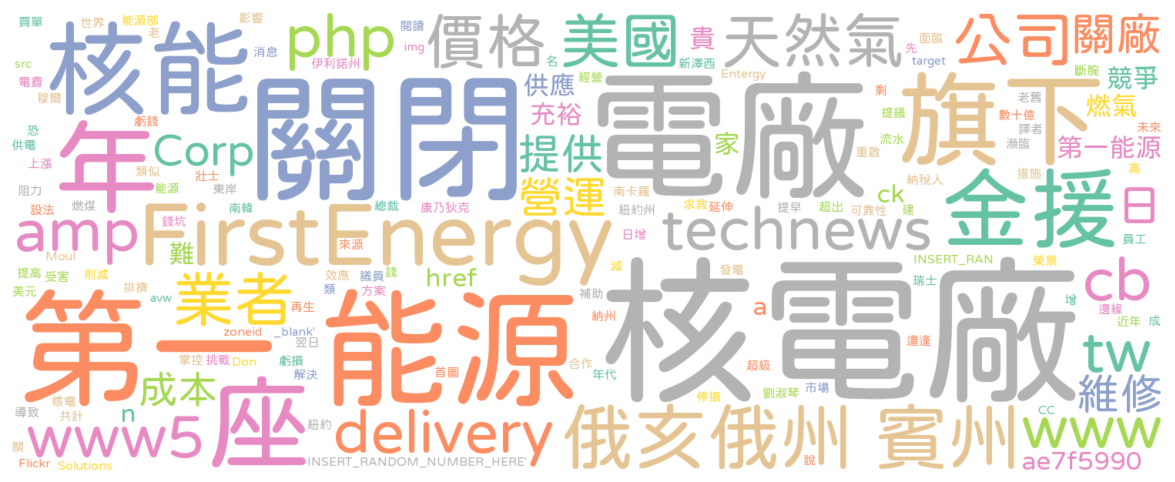 買單 世界 能源部 老 影響
核能 消息 php 閱讀 img 伊利諾州 價格 美國 名 貴 新澤西 天然氣 先 面臨 target 公司 關廠
src 電費 穆爾 虧錢
關閉 供應 充裕 經營 Entergy 電廠 剩 提議 流水 重啟 旗下 老舊 數十億 譯者 瀕臨 斷腕 競爭 燃氣 未來 第一能源
恐 供電 上漲 年 Corp 類似 壯士 能源 東岸 提供 家
阻力 設法 燃煤 南韓 總裁 康乃狄克 營運 南卡羅 紐約州 求救 延伸 提早 超出 可靠性 ck 建 納稅人 措施 高 金援 日 員工
amp 錢坑 難 FirstEnergy 來源 日增 technews INSERT_RAN 榮景
Moul 提高 受害 削減 美元 排擠 avw 業者 再生 效應 類 議員 方案 錢 href 減 補助 發電 瑞士 增 cb 邊緣 近年 成
第一 能源 zoneid _blank' 翌日 納州 核電廠 a 遭逢 tw
掌控 挑戰 Don 虧損 解決 首圖 合作 年代 超級 市場 劉淑琴 停損
成本 核電 共計 導致 n 座 紐約 維修
www5 delivery 俄亥俄州 賓州 CC www
關 Flickr Solutions INSERT_RANDOM_NUMBER_HERE' 說 ae7f5990